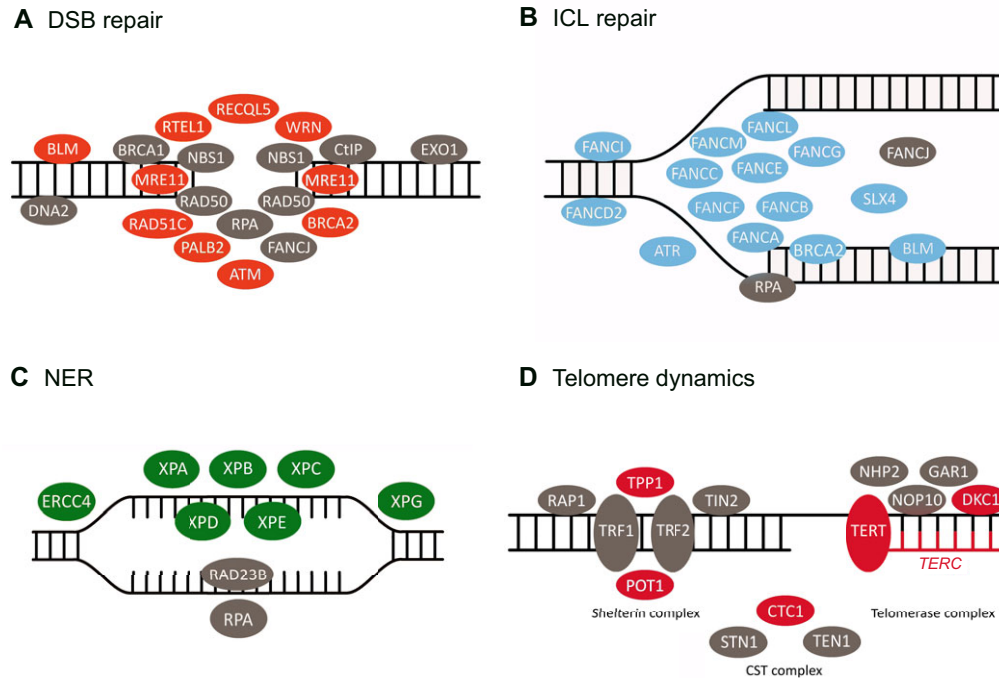 A DSB repair
RECQL5
RTEL1 WRN
BLM BRCA1 NBS1 NBS1 CtIP EXO1
MRE11 MRE11
DNA2 RAD50 RAD50
RAD51C RPA BRCA2
PALB2 FANCJ
ATM
B ICL repair
FANCL
FANCI FANCM FANCG FANCJ
FANCC FANCE
FANCD2 FANCF FANCB SLX4
FANCA
ATR BRCA2 BLM
RPA
C NER
XPA XPB XPC
ERCC4 XPG
XPD XPE
RAD23B
RPA
D Telomere dynamics
TPP1 NHP2 GAR1
RAP1 TIN2 NOP10 DKC1
TRF1 TRF2 TERT
TERC
POT1
Shelterin complex CTC1 Telomerase complex
STN1 TEN1
CST complex